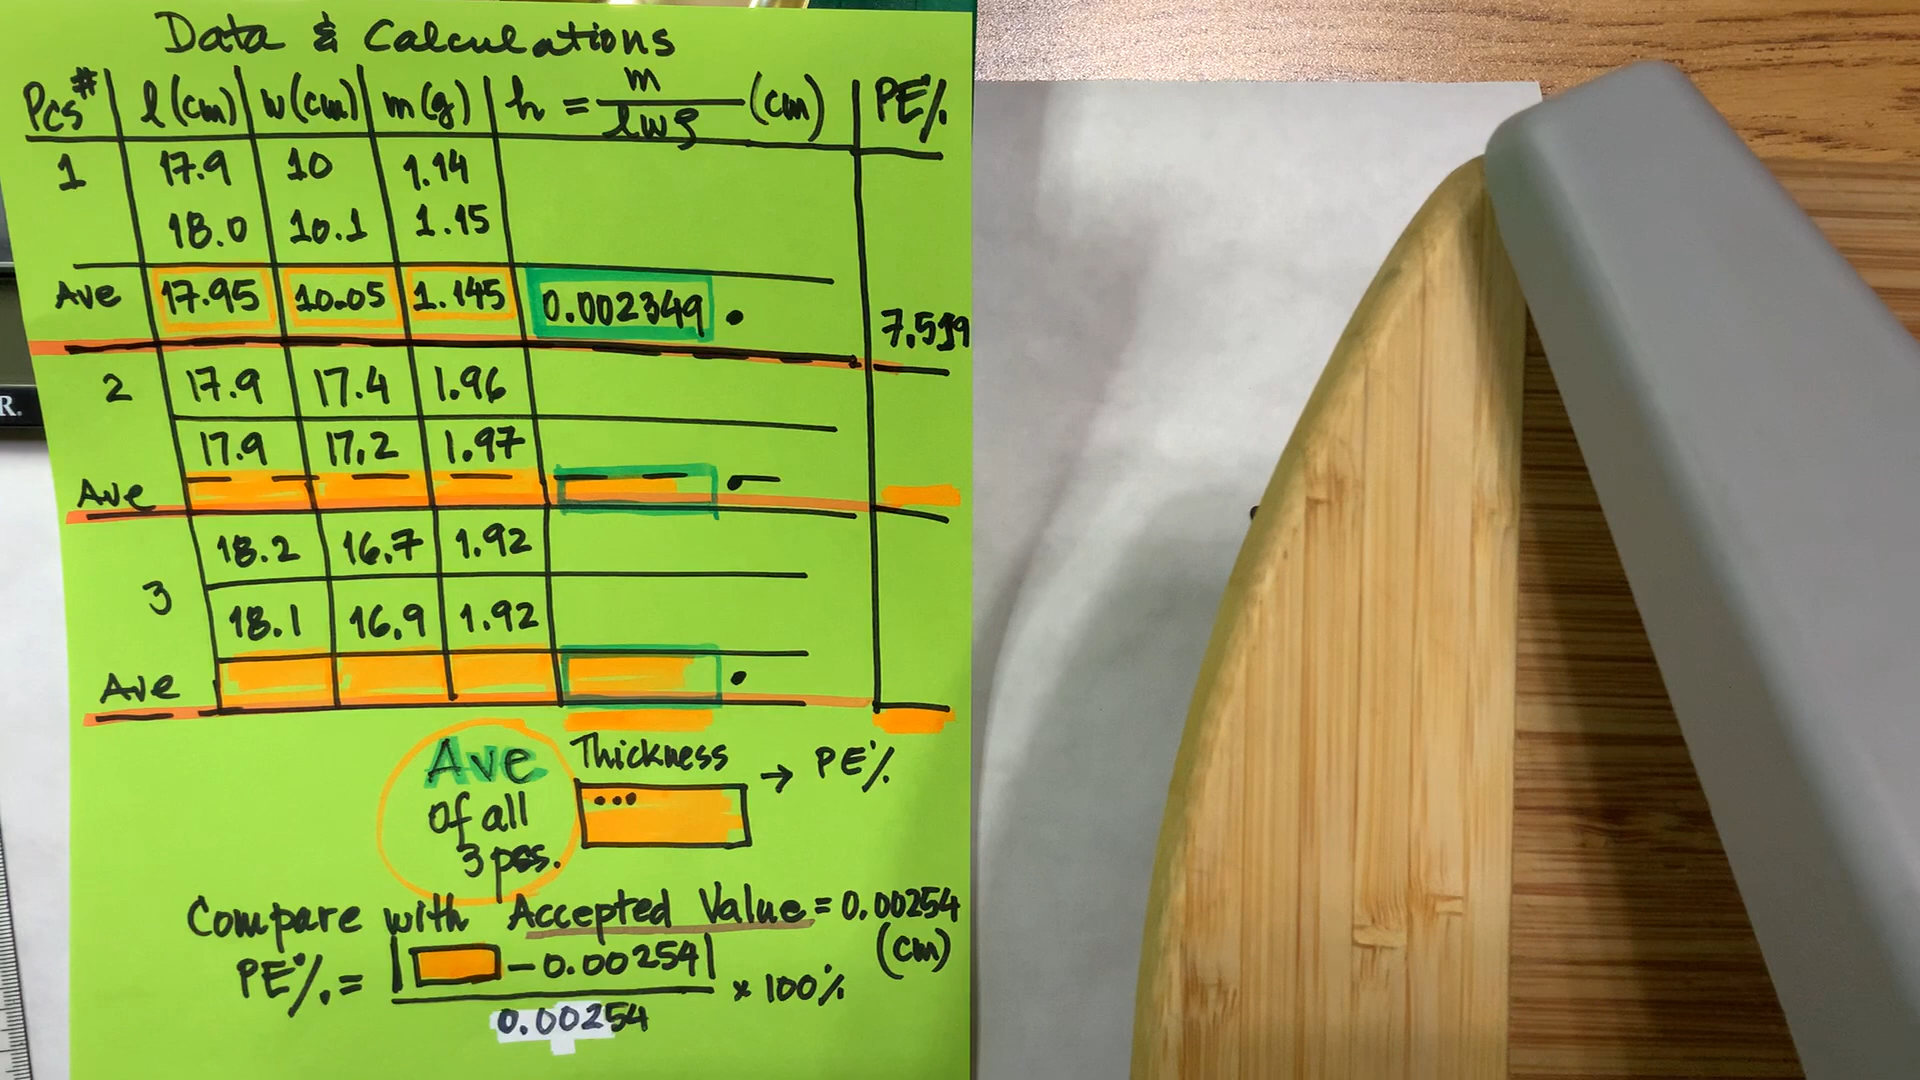 Data & Calculations
Pcs# l(cm) w(cm) m(g) h = m / lwρ (cm) PE%
1 17.9 10 1.14
18.0 10.1 1.15
Ave 17.95 10.05 1.145 0.002349 . 7.519
2 17.9 17.4 1.96
17.9 17.2 1.97
Ave
18.2 16.7 1.92
3
18.1 16.9 1.92
Ave
Ave Thickness → PE%
of all ...
3 pcs.
Compare with Accepted Value = 0.00254
(cm)
PE% = | - 0.00254| / 0.00254 × 100%
R.